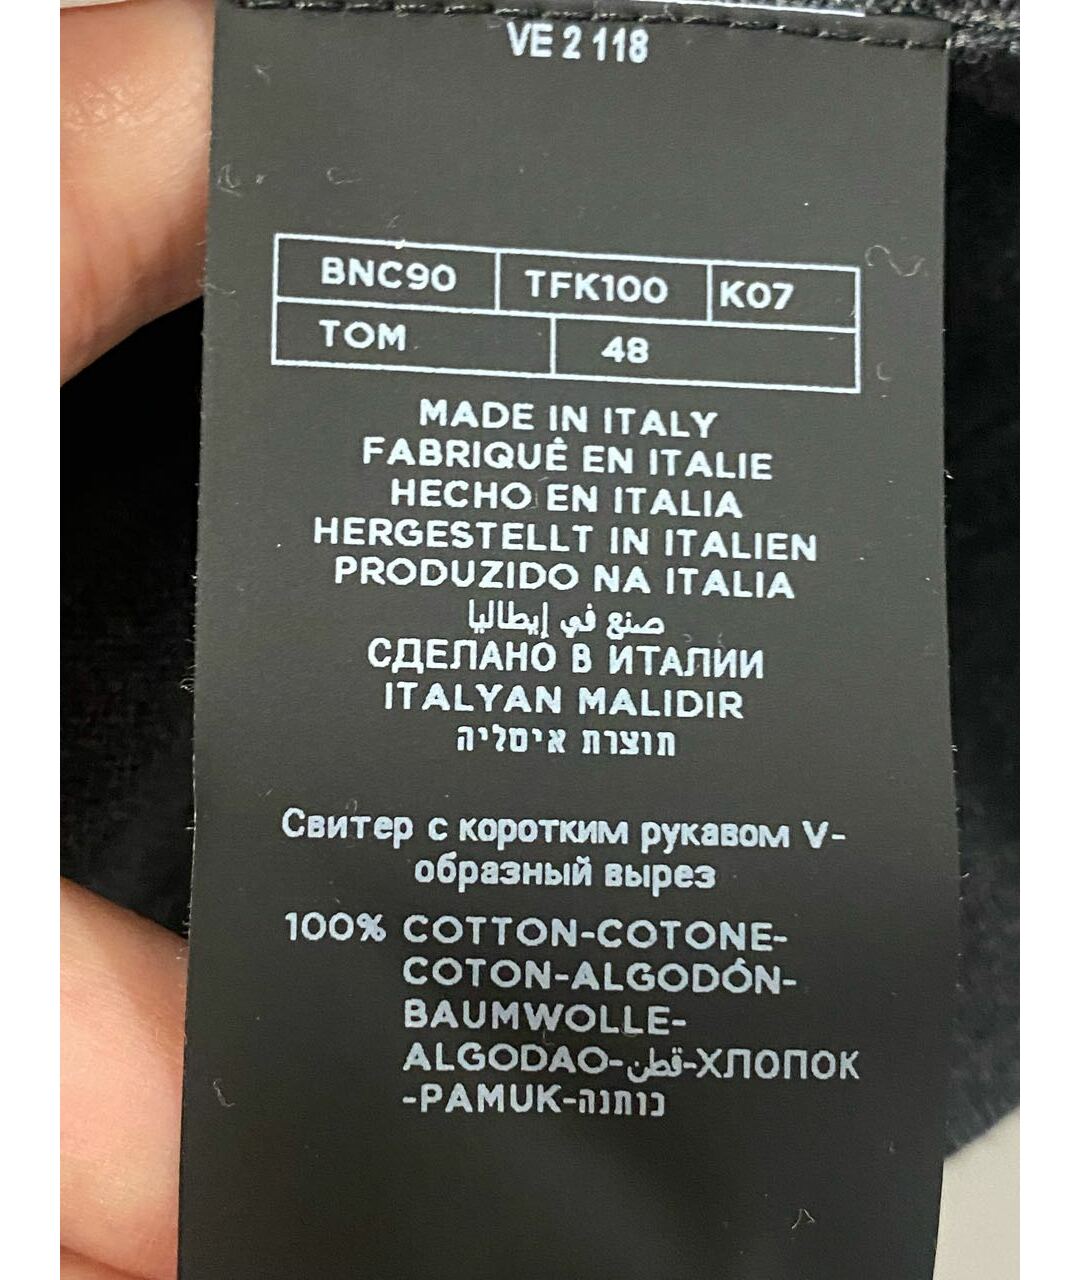 VE 2 118
BNC90 TFK100 K07
TOM 48
MADE IN ITALY
FABRIQUÊ EN ITALIE
HECHO EN ITALIA
HERGESTELLT IN ITALIEN
PRODUZIDO NA ITALIA
صنع في إيطاليا
СДЕЛАНО В ИТАЛИИ
ITALYAN MALIDIR
תוצרת איטליה
Свитер с коротким рукавом V-
образный вырез
100% COTTON-COTONE-
COTON-ALGODÓN-
BAUMWOLLE-
ALGODAO-قطن-ХЛОПОК
-PAMUK-כותנה